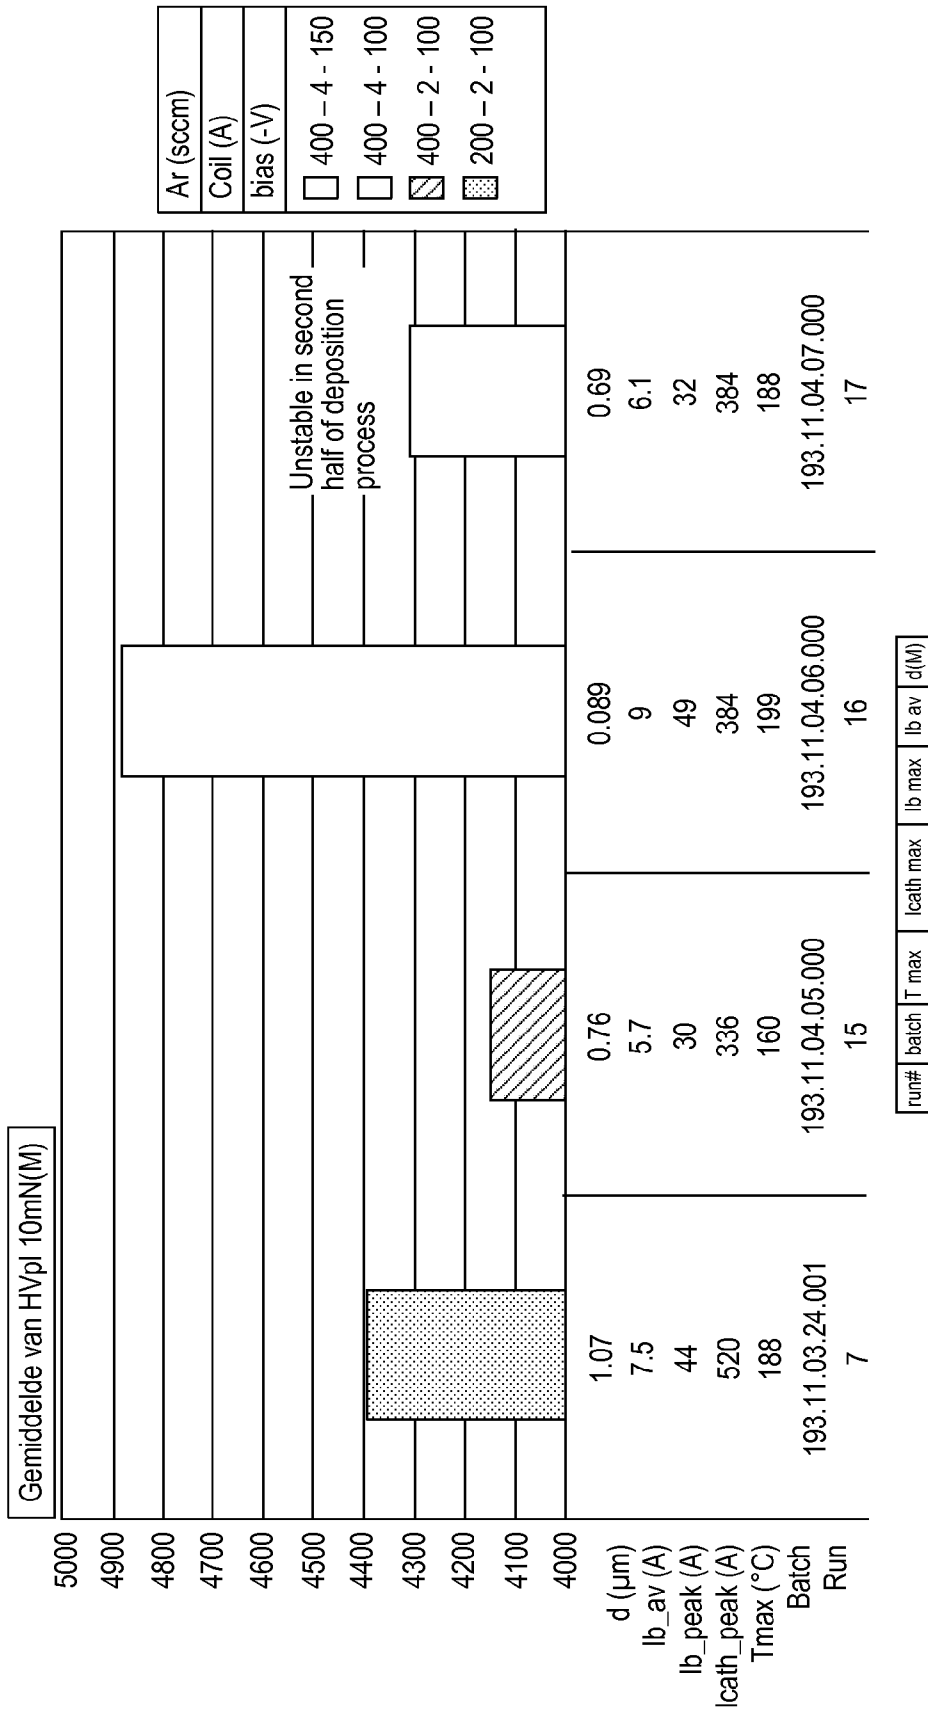 Gemiddelde van HVpl 10mN(M)
5000
4900
4800
4700
4600
4500
4400
4300
4200
4100
4000
Unstable in second
half of deposition
process
Ar (sccm)
Coil (A)
bias (-V)
400 – 4 - 150
400 – 4 - 100
400 – 2 - 100
200 – 2 - 100
d (µm) 1.07 0.76 0.089 0.69
Ib_av (A) 7.5 5.7 9 6.1
Ib_peak (A) 44 30 49 32
Icath_peak (A) 520 336 384 384
Tmax (°C) 188 160 199 188
Batch 193.11.03.24.001 193.11.04.05.000 193.11.04.06.000 193.11.04.07.000
Run 7 15 16 17
run# batch T max Icath max Ib max Ib av d(M)